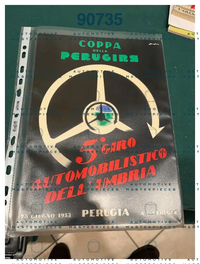 90735
COPPA
DELLA
PERUGINA
5° GIRO
AUTOMOBILISTICO
DELL'UMBRIA
PERUGIA